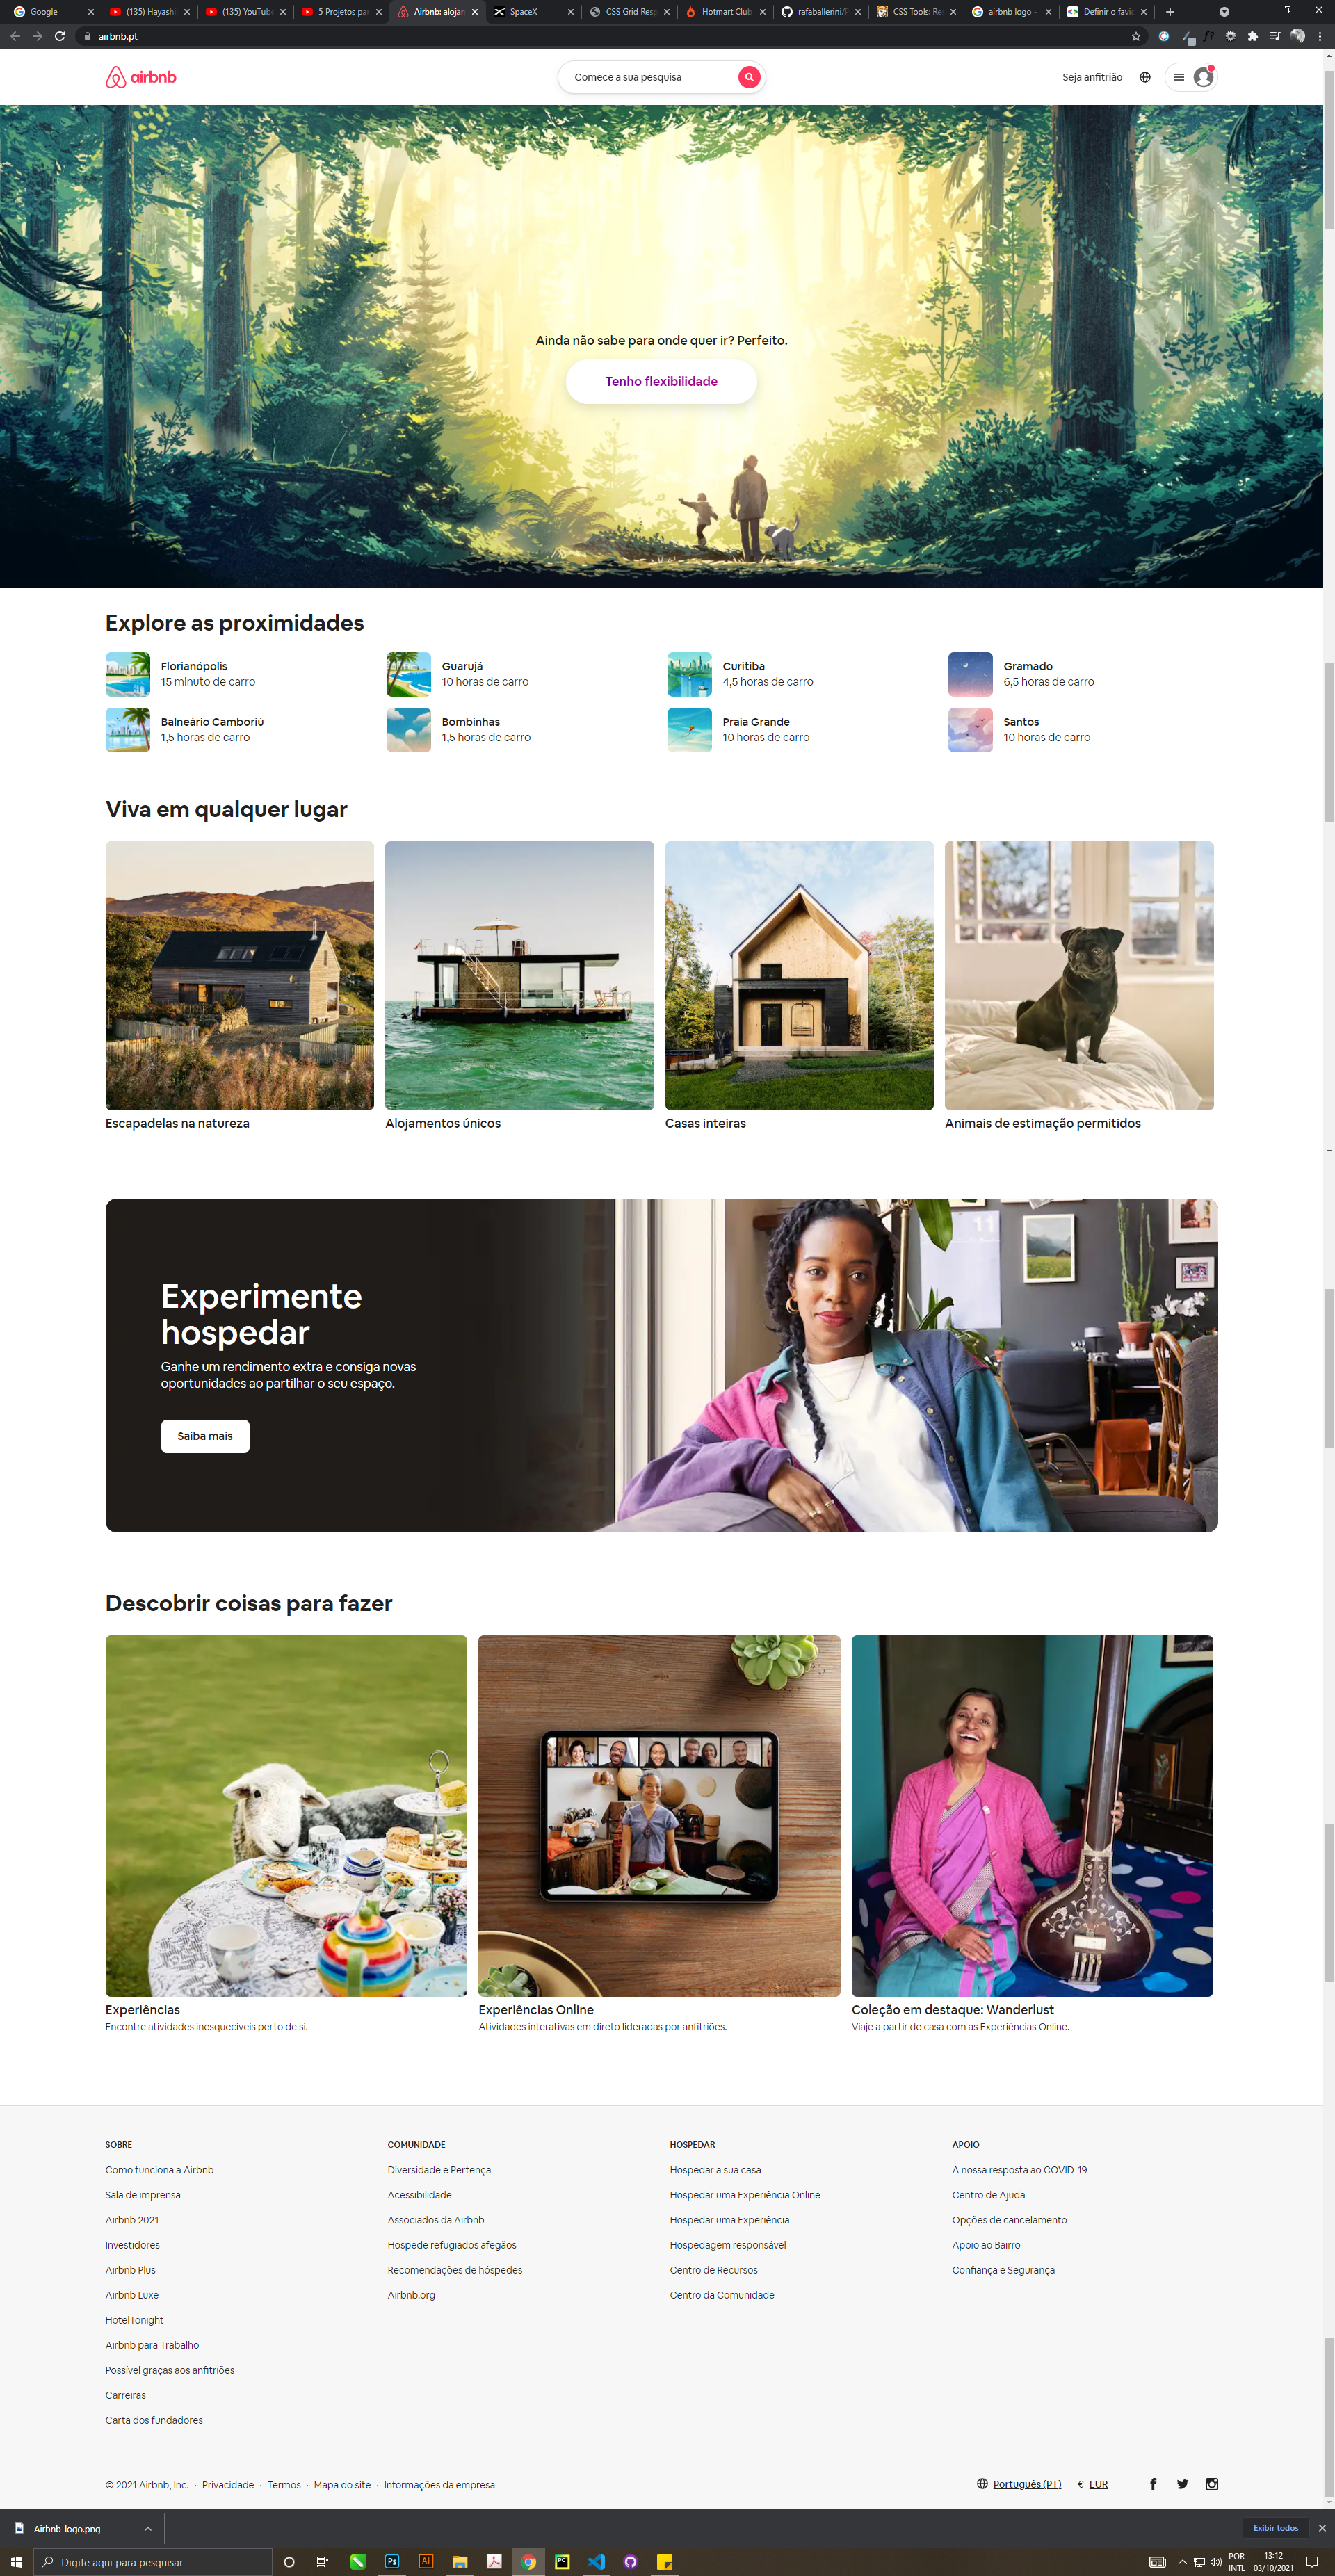 Google
(135) Hayashi
(135) YouTube
5 Projetos par
Airbnb: alojan
SpaceX
CSS Grid Resp
Hotmart Club
rafaballerini/
CSS Tools: Re
airbnb logo
Definir o favic
airbnb.pt
airbnb
Comece a sua pesquisa
Seja anfitrião
Ainda não sabe para onde quer ir? Perfeito.
Tenho flexibilidade
Explore as proximidades
Florianópolis
15 minuto de carro
Guarujá
10 horas de carro
Curitiba
4,5 horas de carro
Gramado
6,5 horas de carro
Balneário Camboriú
1,5 horas de carro
Bombinhas
1,5 horas de carro
Praia Grande
10 horas de carro
Santos
10 horas de carro
Viva em qualquer lugar
Escapadelas na natureza
Alojamentos únicos
Casas inteiras
Animais de estimação permitidos
11
Experimente
hospedar
Ganhe um rendimento extra e consiga novas
oportunidades ao partilhar o seu espaço.
Saiba mais
Descobrir coisas para fazer
Experiências
Encontre atividades inesquecíveis perto de si.
Experiências Online
Atividades interativas em direto lideradas por anfitriões.
Coleção em destaque: Wanderlust
Viaje a partir de casa com as Experiências Online.
SOBRE
Como funciona a Airbnb
Sala de imprensa
Airbnb 2021
Investidores
Airbnb Plus
Airbnb Luxe
HotelTonight
Airbnb para Trabalho
Possível graças aos anfitriões
Carreiras
Carta dos fundadores
COMUNIDADE
Diversidade e Pertença
Acessibilidade
Associados da Airbnb
Hospede refugiados afegãos
Recomendações de hóspedes
Airbnb.org
HOSPEDAR
Hospedar a sua casa
Hospedar uma Experiência Online
Hospedar uma Experiência
Hospedagem responsável
Centro de Recursos
Centro da Comunidade
APOIO
A nossa resposta ao COVID-19
Centro de Ajuda
Opções de cancelamento
Apoio ao Bairro
Confiança e Segurança
© 2021 Airbnb, Inc. · Privacidade · Termos · Mapa do site · Informações da empresa
Português (PT)
€ EUR
Airbnb-logo.png
Exibir todos
Digite aqui para pesquisar
Ps
Ai
PC
POR
INTL
13:12
03/10/2021